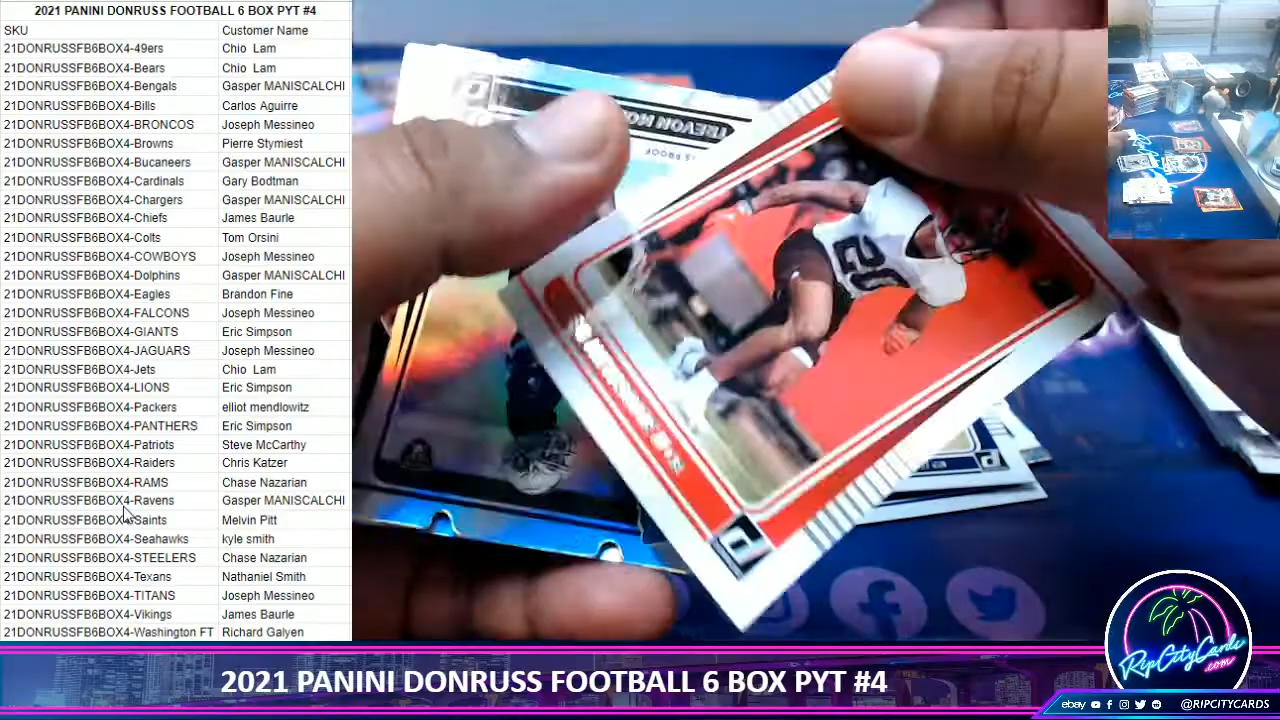 2021 PANINI DONRUSS FOOTBALL 6 BOX PYT #4
SKU Customer Name
21DONRUSSFB6BOX4-49ers Chio Lam
21DONRUSSFB6BOX4-Bears Chio Lam
21DONRUSSFB6BOX4-Bengals Gasper MANISCALCHI
21DONRUSSFB6BOX4-Bills Carlos Aguirre
21DONRUSSFB6BOX4-BRONCOS Joseph Messineo
21DONRUSSFB6BOX4-Browns Pierre Stymiest
21DONRUSSFB6BOX4-Bucaneers Gasper MANISCALCHI
21DONRUSSFB6BOX4-Cardinals Gary Bodtman
21DONRUSSFB6BOX4-Chargers Gasper MANISCALCHI
21DONRUSSFB6BOX4-Chiefs James Baurle
21DONRUSSFB6BOX4-Colts Tom Orsini
21DONRUSSFB6BOX4-COWBOYS Joseph Messineo
21DONRUSSFB6BOX4-Dolphins Gasper MANISCALCHI
21DONRUSSFB6BOX4-Eagles Brandon Fine
21DONRUSSFB6BOX4-FALCONS Joseph Messineo
21DONRUSSFB6BOX4-GIANTS Eric Simpson
21DONRUSSFB6BOX4-JAGUARS Joseph Messineo
21DONRUSSFB6BOX4-Jets Chio Lam
21DONRUSSFB6BOX4-LIONS Eric Simpson
21DONRUSSFB6BOX4-Packers elliot mendlowitz
21DONRUSSFB6BOX4-PANTHERS Eric Simpson
21DONRUSSFB6BOX4-Patriots Steve McCarthy
21DONRUSSFB6BOX4-Raiders Chris Katzer
21DONRUSSFB6BOX4-RAMS Chase Nazarian
21DONRUSSFB6BOX4-Ravens Gasper MANISCALCHI
21DONRUSSFB6BOX4-Saints Melvin Pitt
21DONRUSSFB6BOX4-Seahawks kyle smith
21DONRUSSFB6BOX4-STEELERS Chase Nazarian
21DONRUSSFB6BOX4-Texans Nathaniel Smith
21DONRUSSFB6BOX4-TITANS Joseph Messineo
21DONRUSSFB6BOX4-Vikings James Baurle
21DONRUSSFB6BOX4-Washington FT Richard Galyen
TREVON
20
RipCityCards
.com
2021 PANINI DONRUSS FOOTBALL 6 BOX PYT #4
ebay @RIPCITYCARDS